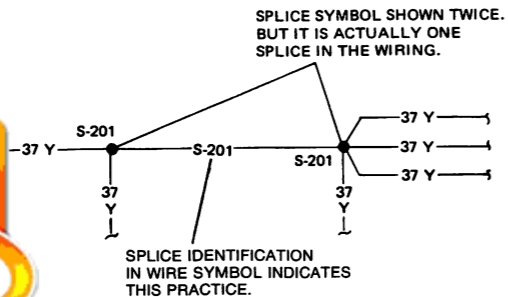 SPLICE SYMBOL SHOWN TWICE.
BUT IT IS ACTUALLY ONE
SPLICE IN THE WIRING.
S-201
37 Y
S-201
S-201
37 Y
37 Y
37 Y
37
Y
37
Y
SPLICE IDENTIFICATION
IN WIRE SYMBOL INDICATES
THIS PRACTICE.